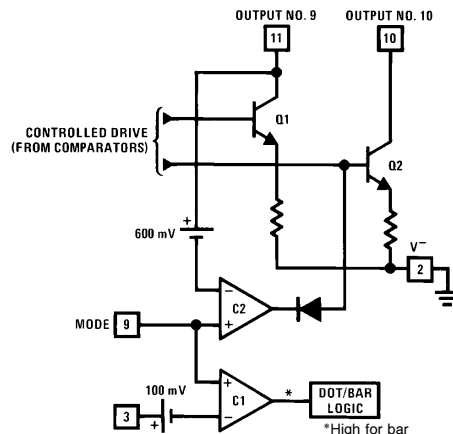 OUTPUT NO. 9
OUTPUT NO. 10
11
10
Q1
CONTROLLED DRIVE
(FROM COMPARATORS)
Q2
+
600 mV
V⁻
2
−
C2
+
MODE
9
100 mV
+
C1
−
*
DOT/BAR
LOGIC
3
+
*High for bar